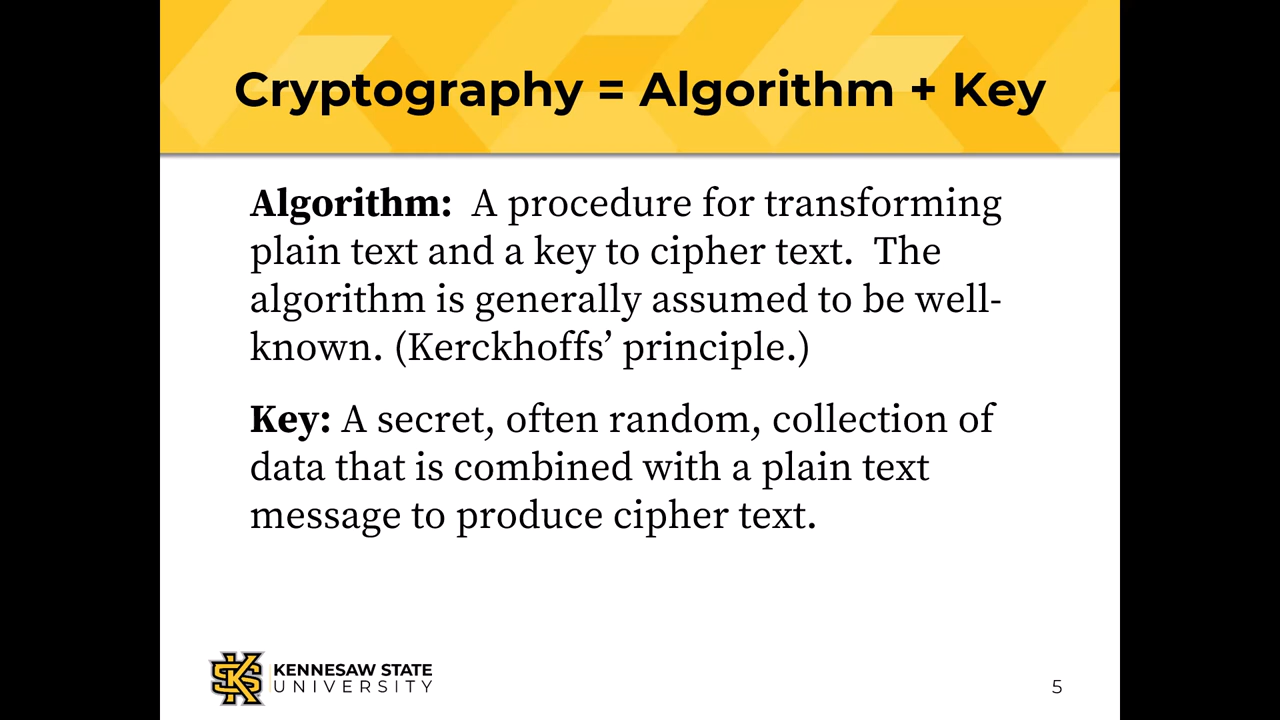 Cryptography = Algorithm + Key
Algorithm:  A procedure for transforming
plain text and a key to cipher text.  The
algorithm is generally assumed to be well-
known. (Kerckhoffs’ principle.)
Key: A secret, often random, collection of
data that is combined with a plain text
message to produce cipher text.
KENNESAW STATE
UNIVERSITY
5